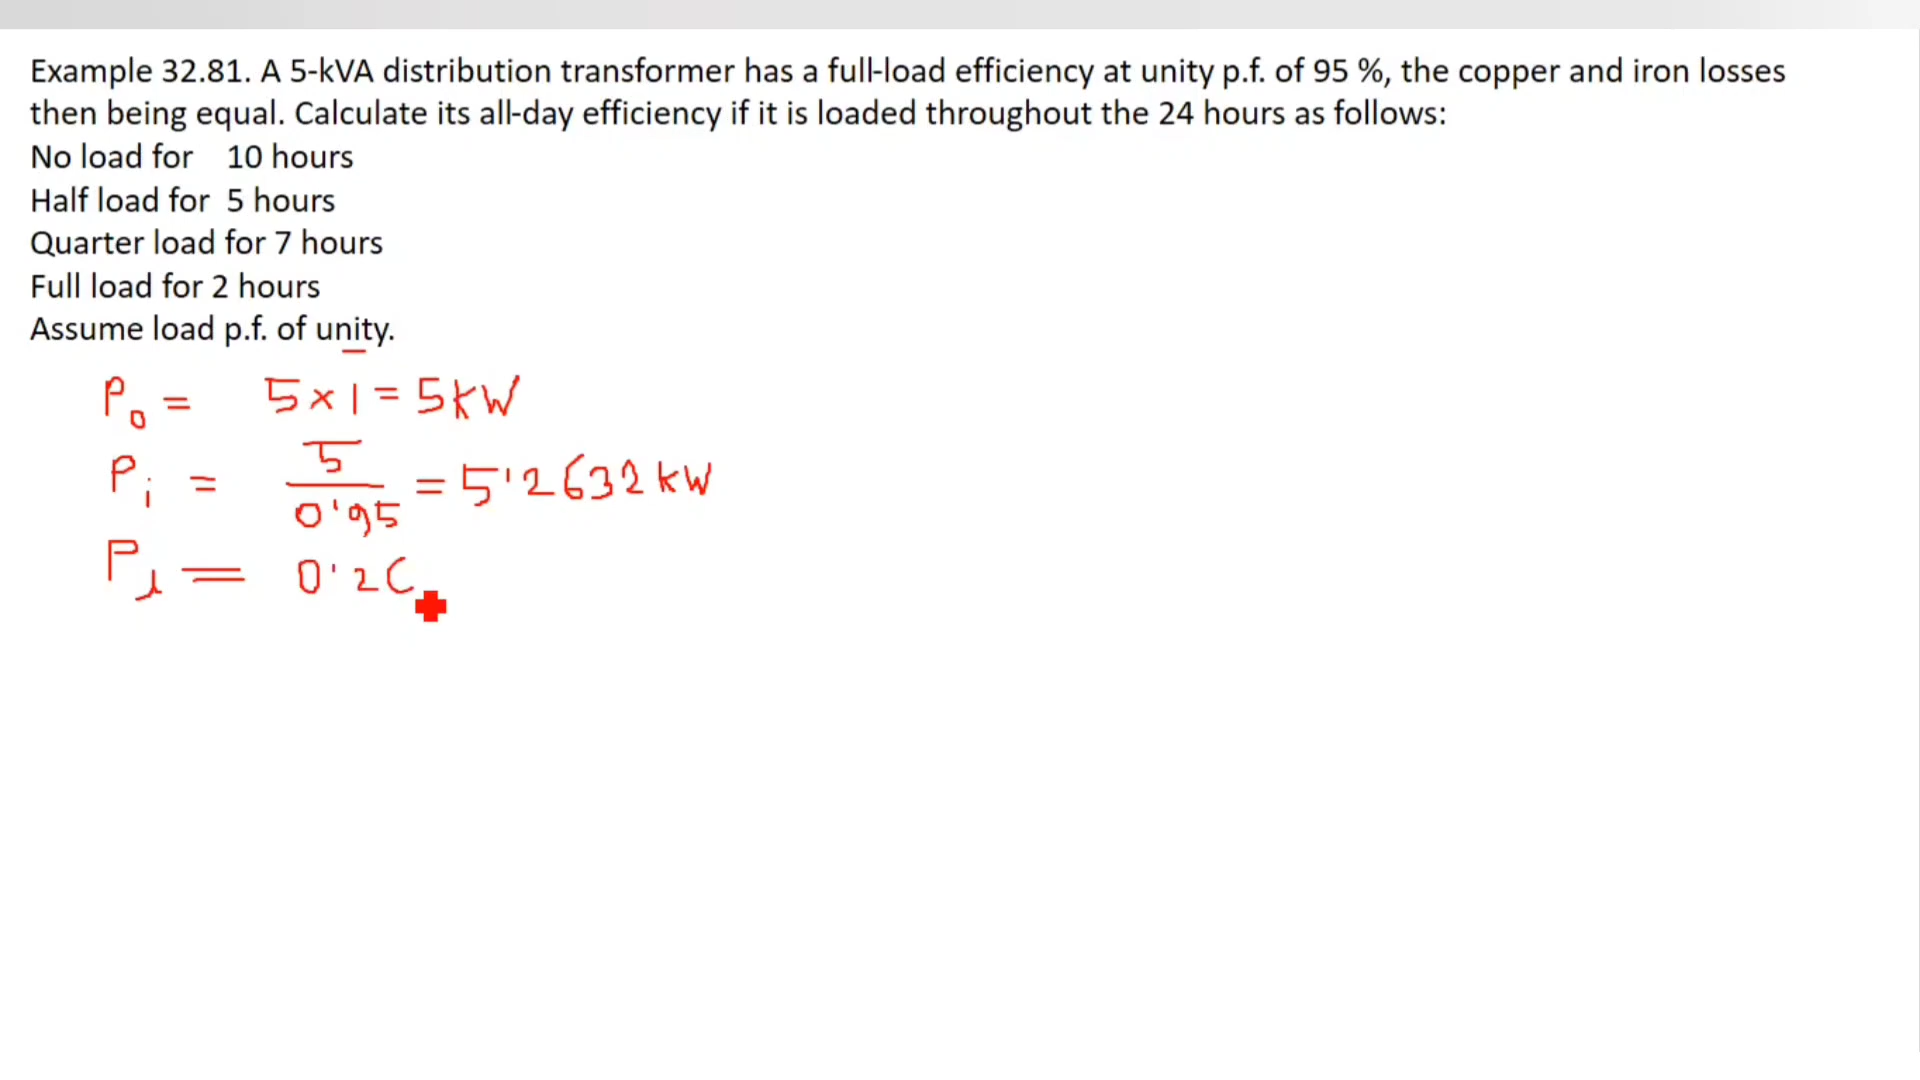 Example 32.81. A 5-kVA distribution transformer has a full-load efficiency at unity p.f. of 95 %, the copper and iron losses
then being equal. Calculate its all-day efficiency if it is loaded throughout the 24 hours as follows:
No load for 10 hours
Half load for 5 hours
Quarter load for 7 hours
Full load for 2 hours
Assume load p.f. of unity.
P₀ = 5 × 1 = 5 kW
Pᵢ = 5 / 0.95 = 5.2632 kW
Pₗ = 0.2